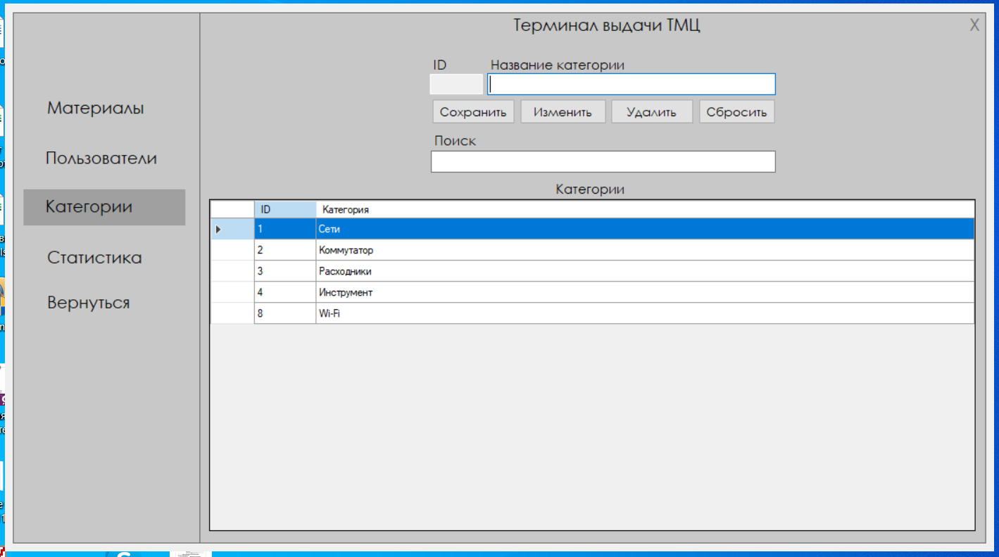 Терминал выдачи ТМЦ
X
ID
Название категории
Сохранить
Изменить
Удалить
Сбросить
Поиск
Материалы
Пользователи
Категории
Статистика
Вернуться
Категории
ID Категория
1 Сети
2 Коммутатор
3 Расходники
4 Инструмент
8 Wi-Fi